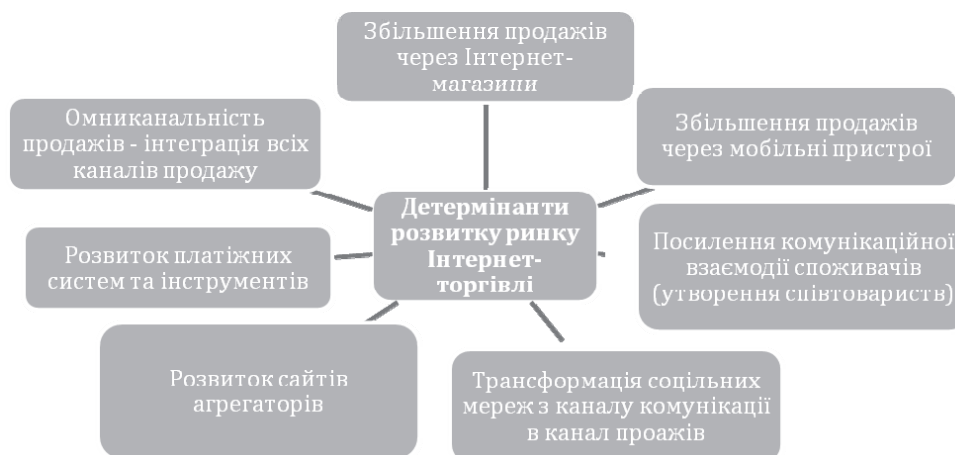 Збільшення продажів
через Інтернет-
магазини
Омниканальність
продажів - інтеграція всіх
каналів продажу
Збільшення продажів
через мобільні пристрої
Детермінанти
розвитку ринку
Інтернет-
торгівлі
Розвиток платіжних
систем та інструментів
Посилення комунікаційної
взаємодії споживачів
(утворення співтовариств)
Розвиток сайтів
агрегаторів
Трансформація соцільних
мереж з каналу комунікації
в канал проажів